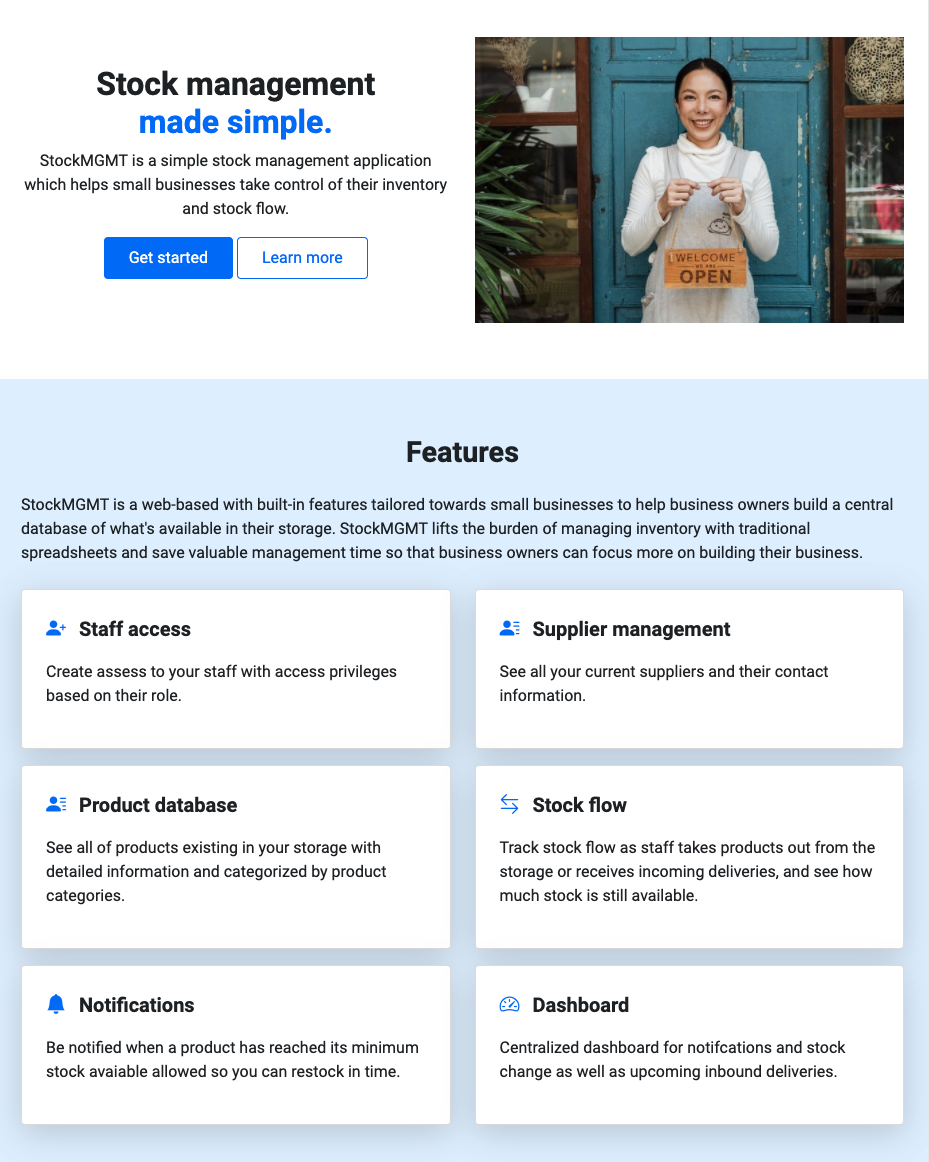 Stock management
made simple.
StockMGMT is a simple stock management application
which helps small businesses take control of their inventory
and stock flow.
Get started
Learn more
WELCOME
WE ARE
OPEN
Features
StockMGMT is a web-based with built-in features tailored towards small businesses to help business owners build a central
database of what's available in their storage. StockMGMT lifts the burden of managing inventory with traditional
spreadsheets and save valuable management time so that business owners can focus more on building their business.
Staff access
Create assess to your staff with access privileges
based on their role.
Supplier management
See all your current suppliers and their contact
information.
Product database
See all of products existing in your storage with
detailed information and categorized by product
categories.
Stock flow
Track stock flow as staff takes products out from the
storage or receives incoming deliveries, and see how
much stock is still available.
Notifications
Be notified when a product has reached its minimum
stock avaiable allowed so you can restock in time.
Dashboard
Centralized dashboard for notifcations and stock
change as well as upcoming inbound deliveries.